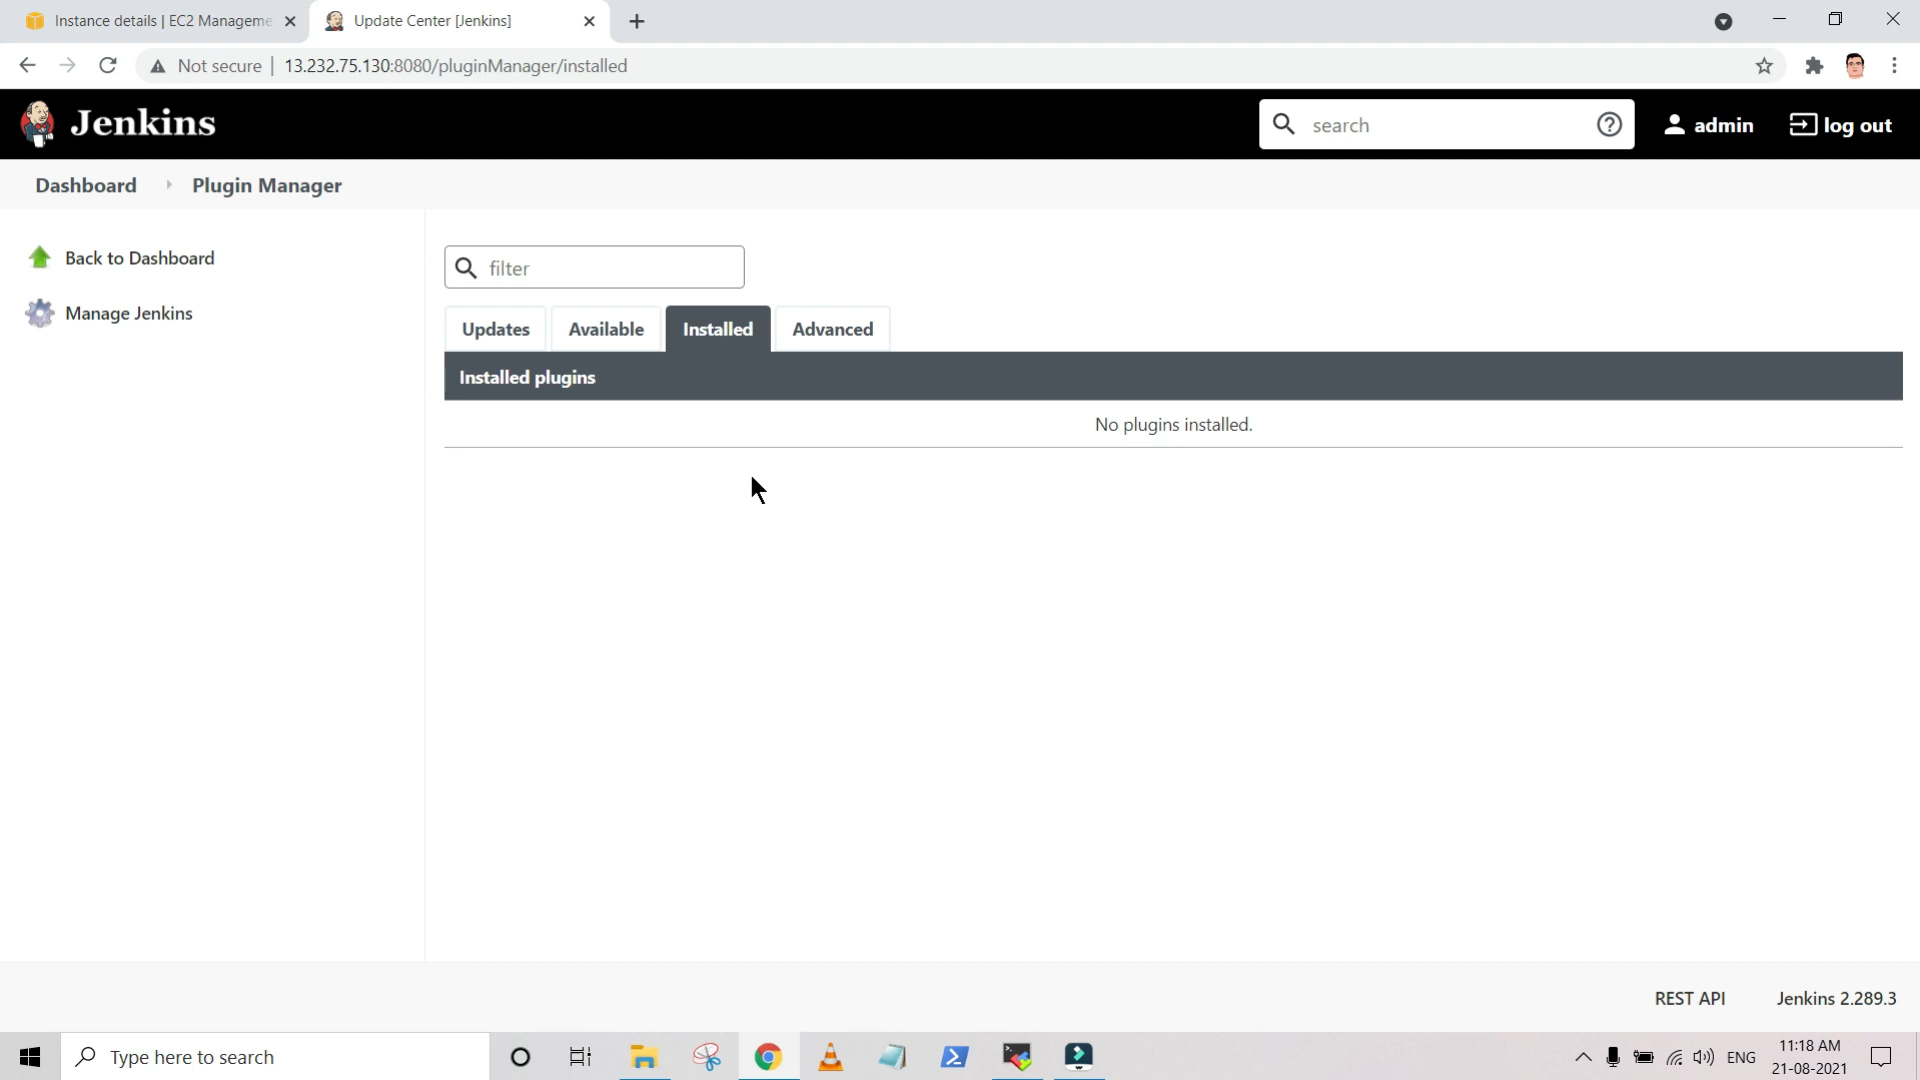 Instance details | EC2 Manageme
Update Center [Jenkins]
Not secure
13.232.75.130:8080/pluginManager/installed
Jenkins
search
admin
log out
Dashboard
Plugin Manager
Back to Dashboard
Manage Jenkins
filter
Updates
Available
Installed
Advanced
Installed plugins
No plugins installed.
REST API
Jenkins 2.289.3
Type here to search
ENG
11:18 AM
21-08-2021